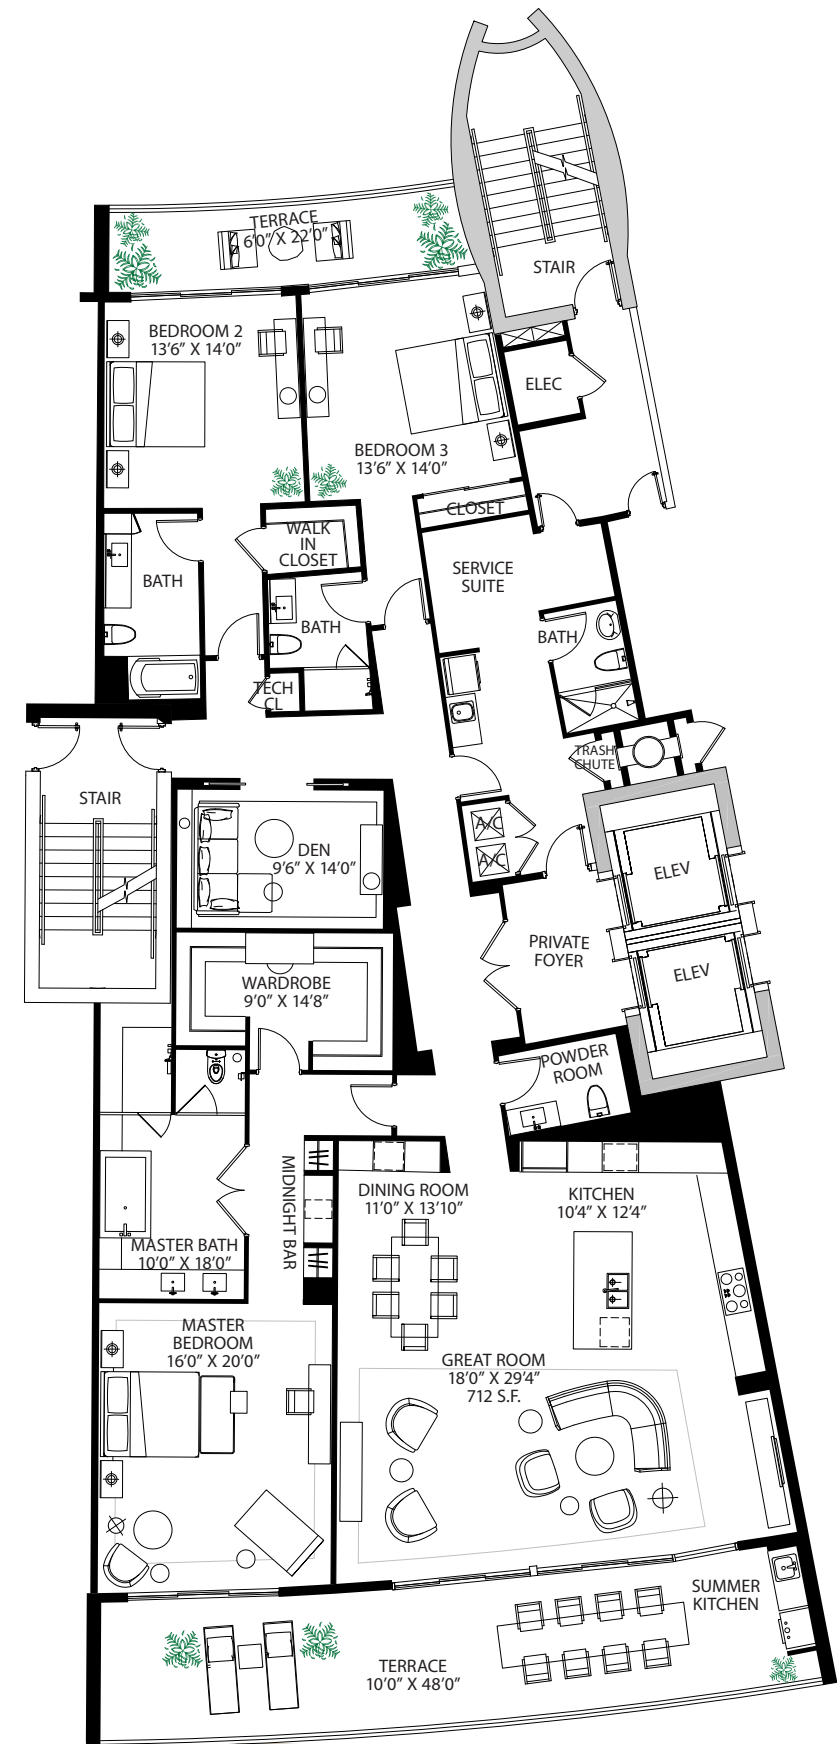 TERRACE
6'0" X 22'0"
STAIR
BEDROOM 2
13'6" X 14'0"
ELEC
BEDROOM 3
13'6" X 14'0"
CLOSET
WALK
IN
CLOSET
SERVICE
SUITE
BATH
BATH
BATH
TECH
CL
TRASH
CHUTE
STAIR
A/C
A/C
DEN
9'6" X 14'0"
ELEV
PRIVATE
FOYER
ELEV
WARDROBE
9'0" X 14'8"
POWDER
ROOM
MIDNIGHT BAR
DINING ROOM
11'0" X 13'10"
KITCHEN
10'4" X 12'4"
MASTER BATH
10'0" X 18'0"
MASTER
BEDROOM
16'0" X 20'0"
GREAT ROOM
18'0" X 29'4"
712 S.F.
SUMMER
KITCHEN
TERRACE
10'0" X 48'0"